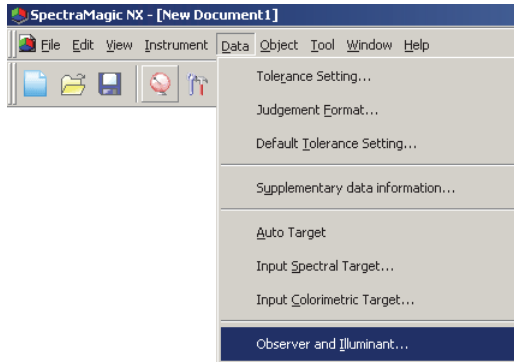 SpectraMagic NX - [New Document1]
File Edit View Instrument Data Object Tool Window Help
Tolerance Setting...
Judgement Format...
Default Tolerance Setting...
Supplementary data information...
Auto Target
Input Spectral Target...
Input Colorimetric Target...
Observer and Illuminant...